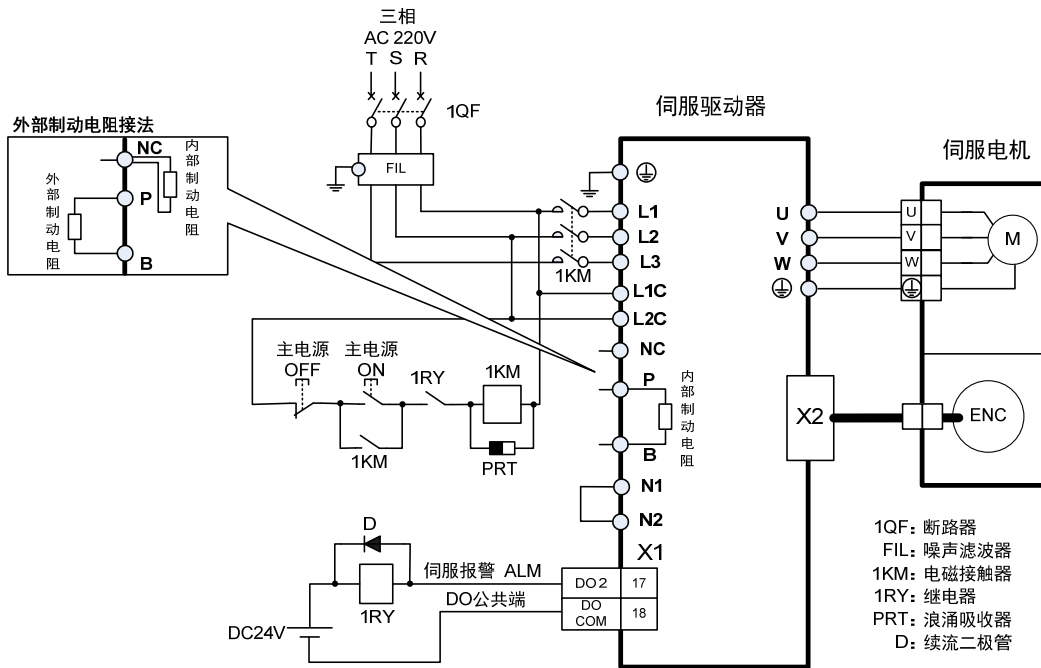 三相
AC 220V
T S R
1QF
伺服驱动器
伺服电机
外部制动电阻接法
NC
内部制动电阻
外部制动电阻
P
B
FIL
L1
L2
L3
1KM
L1C
L2C
NC
P
内部制动电阻
B
N1
N2
U
V
W
U
V
W
M
主电源
OFF
主电源
ON
1RY
1KM
1KM
PRT
X2
ENC
X1
D
伺服报警 ALM
DO2
17
1RY
DO公共端
DO
COM
18
DC24V
1QF：断路器
FIL：噪声滤波器
1KM：电磁接触器
1RY：继电器
PRT：浪涌吸收器
D：续流二极管